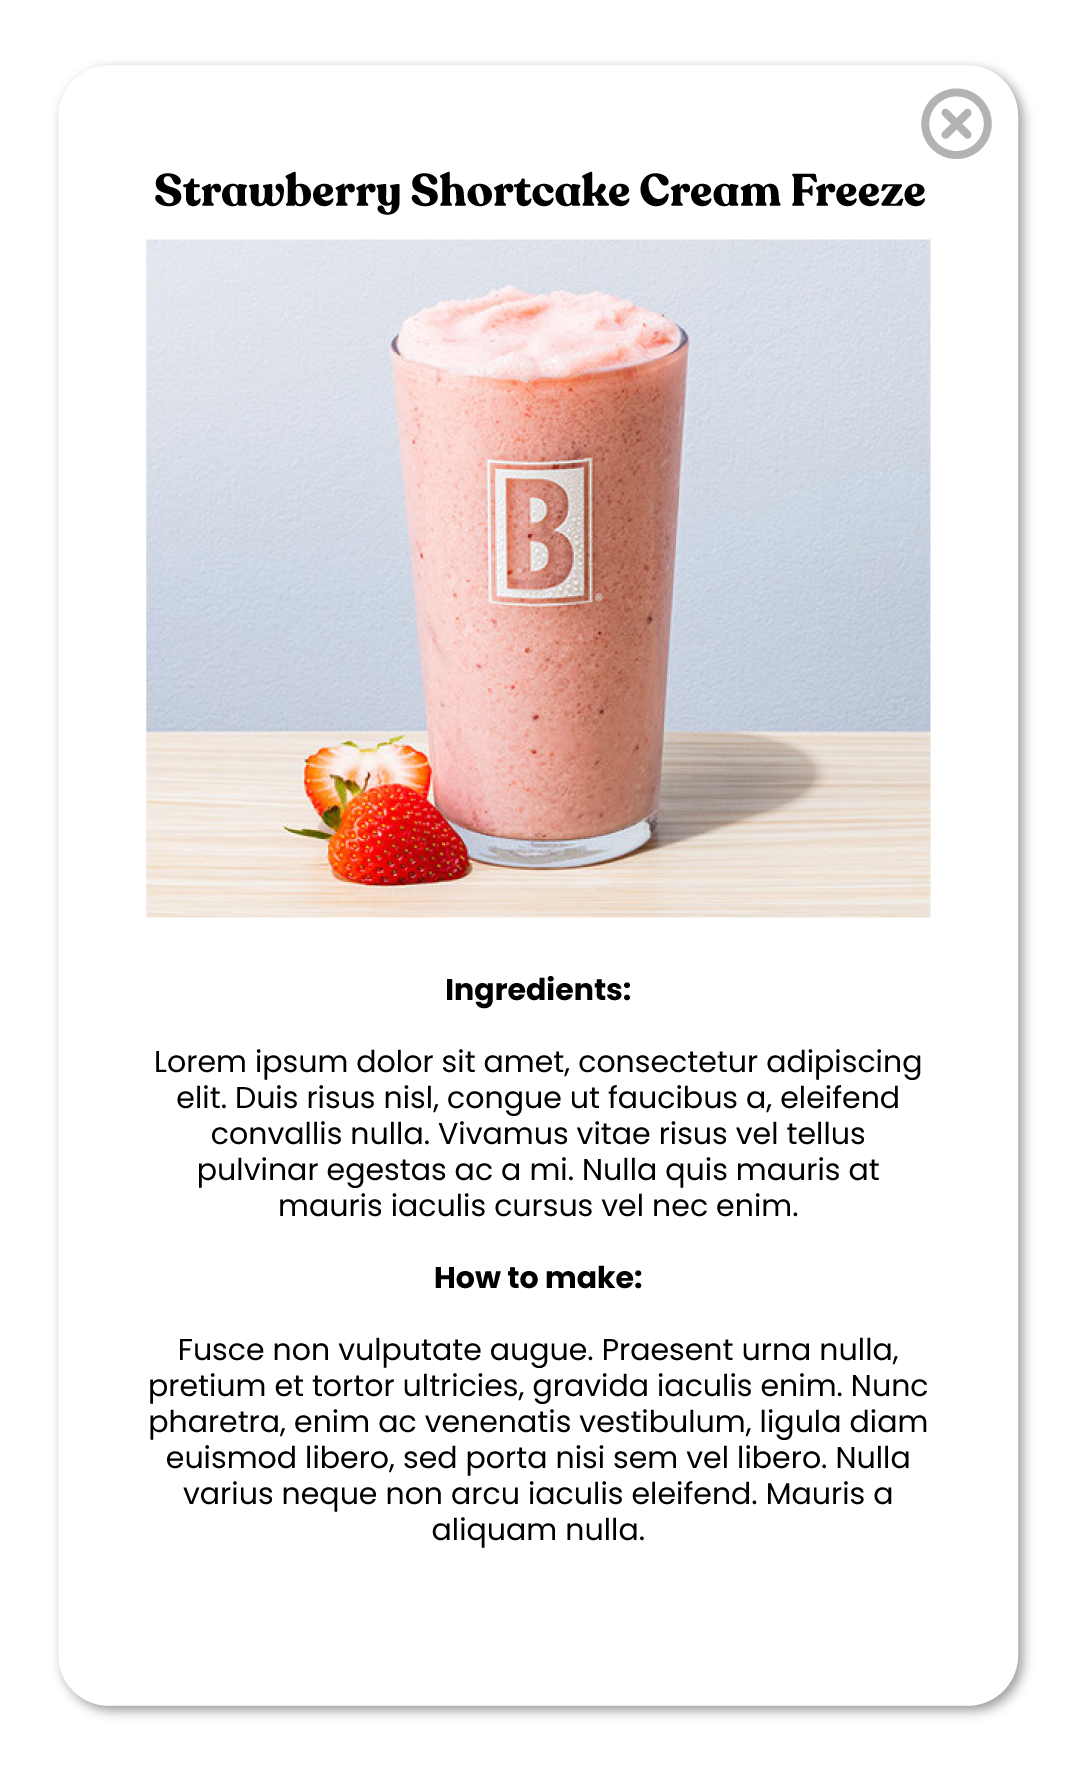 Strawberry Shortcake Cream Freeze
B
®
Ingredients:
Lorem ipsum dolor sit amet, consectetur adipiscing
elit. Duis risus nisl, congue ut faucibus a, eleifend
convallis nulla. Vivamus vitae risus vel tellus
pulvinar egestas ac a mi. Nulla quis mauris at
mauris iaculis cursus vel nec enim.
How to make:
Fusce non vulputate augue. Praesent urna nulla,
pretium et tortor ultricies, gravida iaculis enim. Nunc
pharetra, enim ac venenatis vestibulum, ligula diam
euismod libero, sed porta nisi sem vel libero. Nulla
varius neque non arcu iaculis eleifend. Mauris a
aliquam nulla.